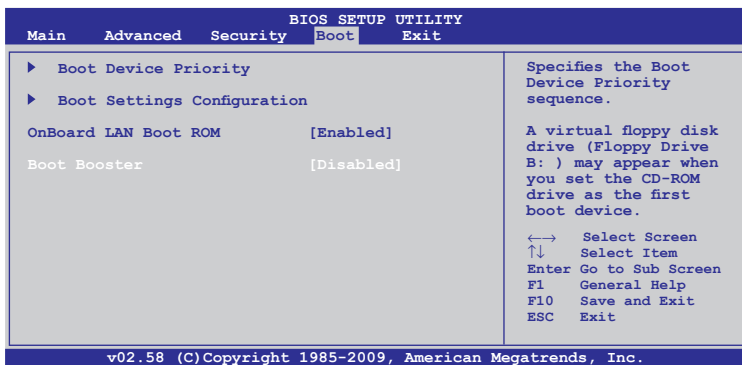 BIOS SETUP UTILITY
Main Advanced Security Boot Exit
Boot Device Priority
Boot Settings Configuration
OnBoard LAN Boot ROM [Enabled]
Boot Booster [Disabled]
Specifies the Boot
Device Priority
sequence.
A virtual floppy disk
drive (Floppy Drive
B: ) may appear when
you set the CD-ROM
drive as the first
boot device.
←→ Select Screen
↑↓ Select Item
Enter Go to Sub Screen
F1 General Help
F10 Save and Exit
ESC Exit
v02.58 (C)Copyright 1985-2009, American Megatrends, Inc.